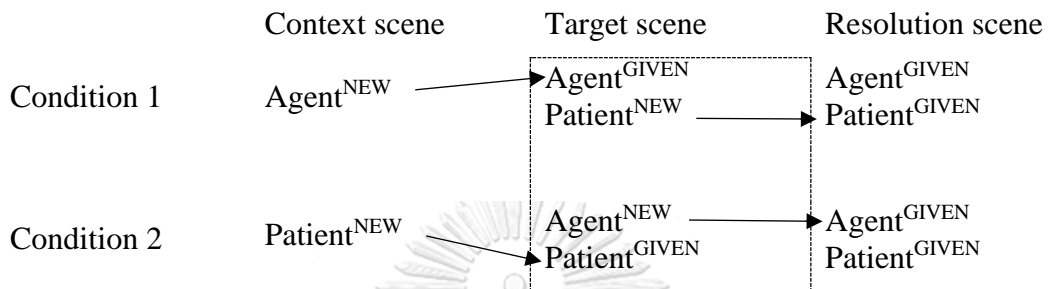 Context scene Target scene Resolution scene
Condition 1 Agent^NEW Agent^GIVEN Agent^GIVEN
Patient^NEW Patient^GIVEN
Condition 2 Patient^NEW Agent^NEW Agent^GIVEN
Patient^GIVEN Patient^GIVEN